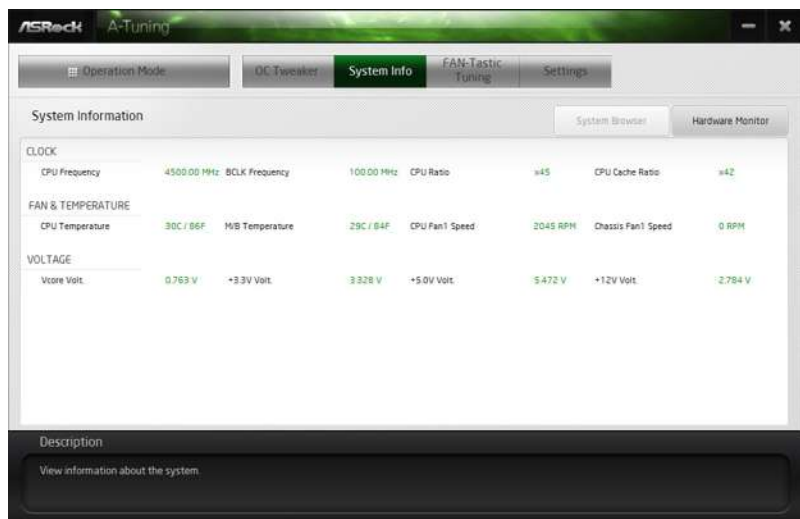 ASRock A-Tuning
Operation Mode OC Tweaker System Info FAN-Tastic Tuning Settings
System Information System Browser Hardware Monitor
CLOCK
CPU Frequency 4500.00 MHz BCLK Frequency 100.00 MHz CPU Ratio x45 CPU Cache Ratio x42
FAN & TEMPERATURE
CPU Temperature 30C / 86F M/B Temperature 29C / 84F CPU Fan1 Speed 2045 RPM Chassis Fan1 Speed 0 RPM
VOLTAGE
Vcore Volt. 0.763 V +3.3V Volt. 3.328 V +5.0V Volt. 5.472 V +12V Volt. 2.784 V
Description
View information about the system.